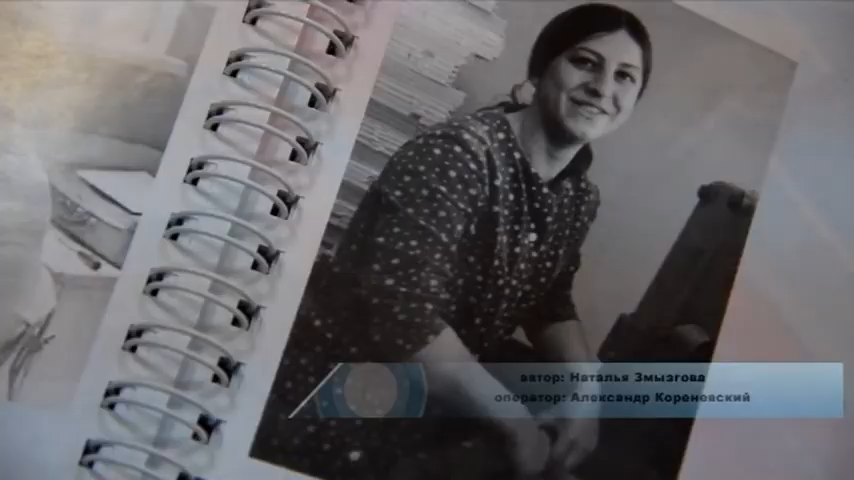 автор: Наталья Змызгова
оператор: Александр Кореневский